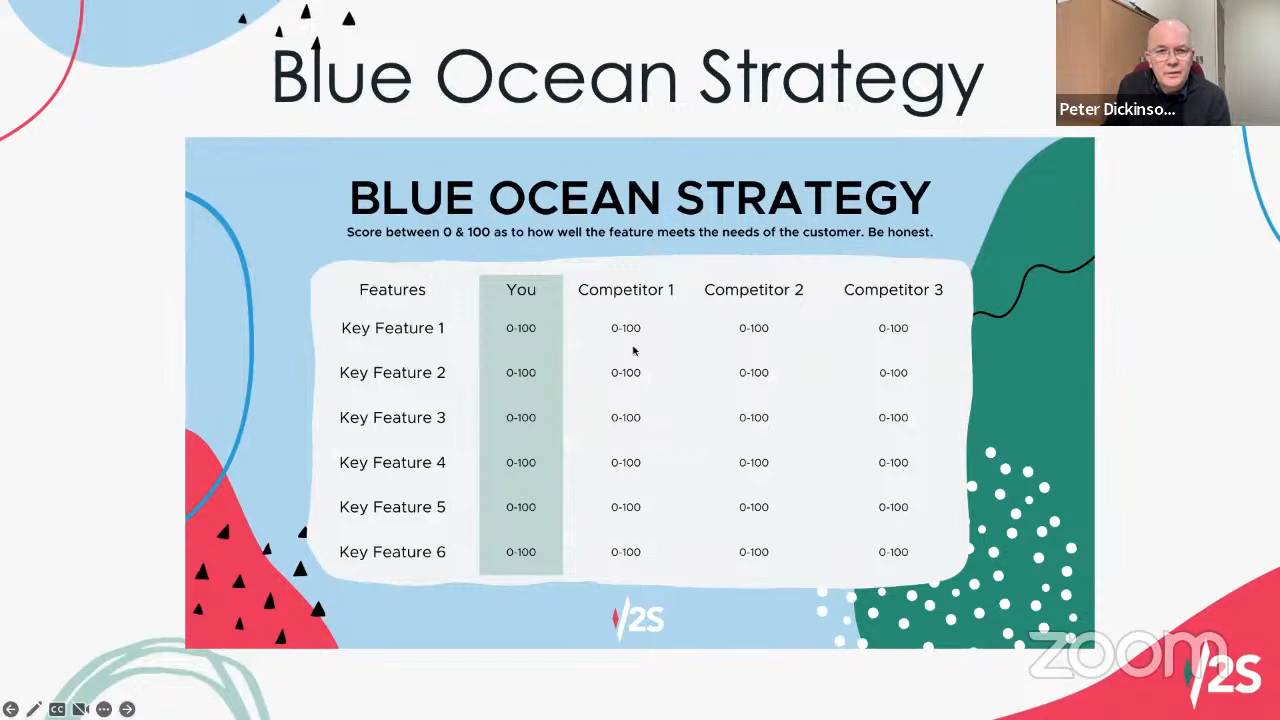 Blue Ocean Strategy
Peter Dickinso...
BLUE OCEAN STRATEGY
Score between 0 & 100 as to how well the feature meets the needs of the customer. Be honest.
Features You Competitor 1 Competitor 2 Competitor 3
Key Feature 1 0-100 0-100 0-100 0-100
Key Feature 2 0-100 0-100 0-100 0-100
Key Feature 3 0-100 0-100 0-100 0-100
Key Feature 4 0-100 0-100 0-100 0-100
Key Feature 5 0-100 0-100 0-100 0-100
Key Feature 6 0-100 0-100 0-100 0-100
/2S
zoom
/2S
CC